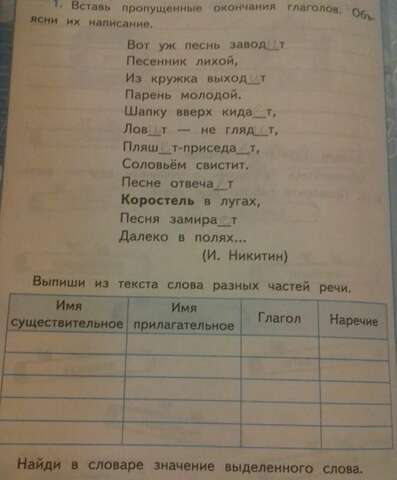 1. Вставь пропущенные окончания глаголов. Объ-
ясни их написание.
Вот уж песнь завод_т
Песенник лихой,
Из кружка выход_т
Парень молодой.
Шапку вверх кида_т,
Лов_т — не гляд_т,
Пляш_т-приседа_т,
Соловьём свистит.
Песне отвеча_т
Коростель в лугах,
Песня замира_т
Далеко в полях...
(И. Никитин)
Выпиши из текста слова разных частей речи.
Имя существительное
Имя прилагательное
Глагол
Наречие
Найди в словаре значение выделенного слова.